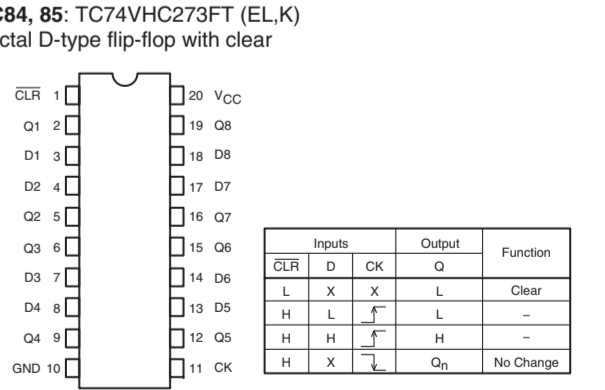 C84, 85: TC74VHC273FT (EL,K)
ctal D-type flip-flop with clear
CLR 1 20 VCC
Q1 2 19 Q8
D1 3 18 D8
D2 4 17 D7
Q2 5 16 Q7
Q3 6 15 Q6
D3 7 14 D6
D4 8 13 D5
Q4 9 12 Q5
GND 10 11 CK
Inputs Output Function
CLR D CK Q
L X X L Clear
H L L –
H H H –
H X Qn No Change